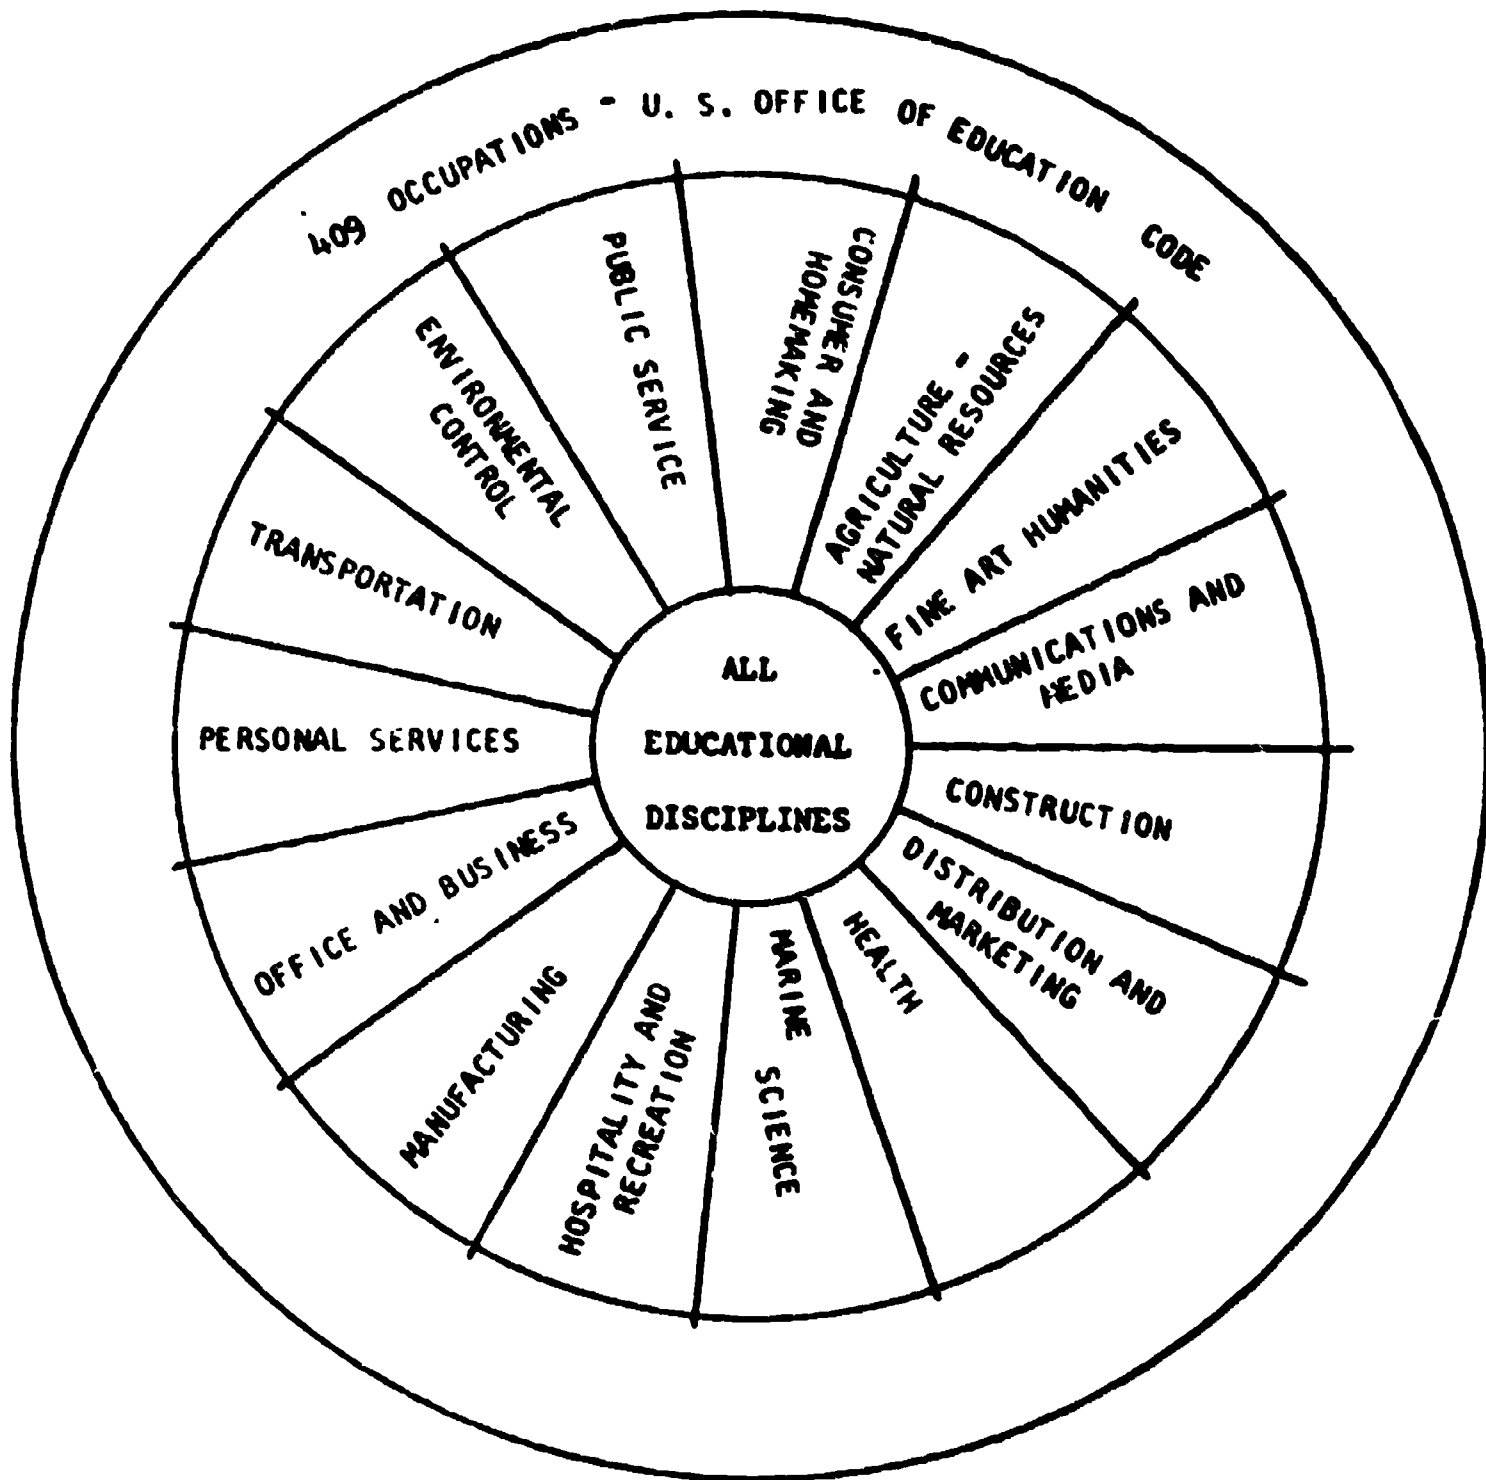 409 OCCUPATIONS - U. S. OFFICE OF EDUCATION CODE
CONSUMER AND
HOMEMAKING
AGRICULTURE -
NATURAL RESOURCES
FINE ART HUMANITIES
COMMUNICATIONS AND
MEDIA
CONSTRUCTION
DISTRIBUTION AND
MARKETING
HEALTH
MARINE SCIENCE
HOSPITALITY AND
RECREATION
MANUFACTURING
OFFICE AND BUSINESS
PERSONAL SERVICES
TRANSPORTATION
ENVIRONMENTAL
CONTROL
PUBLIC SERVICE
ALL
EDUCATIONAL
DISCIPLINES